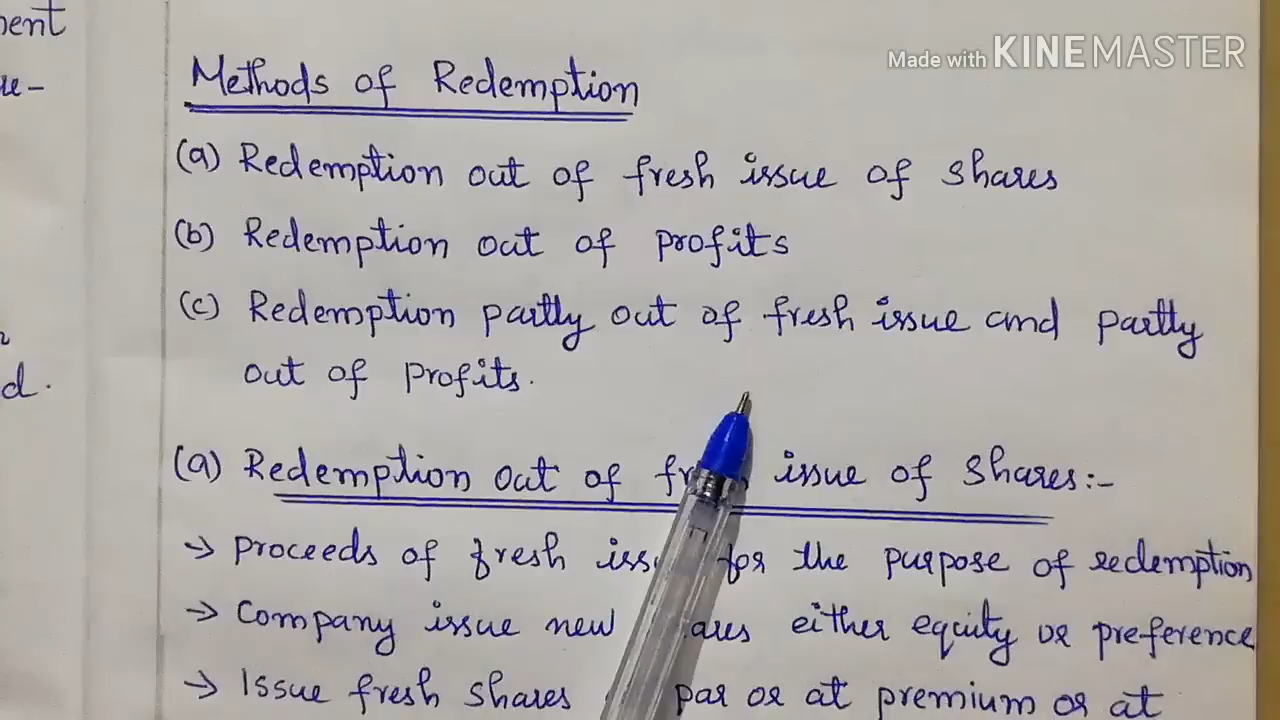 Made with KINEMASTER
ment
ue-
d.
Methods of Redemption
(a) Redemption out of fresh issue of shares
(b) Redemption out of profits
(c) Redemption partly out of fresh issue and partly
out of profits.
(a) Redemption out of issue of shares:-
→ proceeds of fresh for the purpose of redemption
→ company issue new either equity or preference
→ Issue fresh shares par or at premium or at